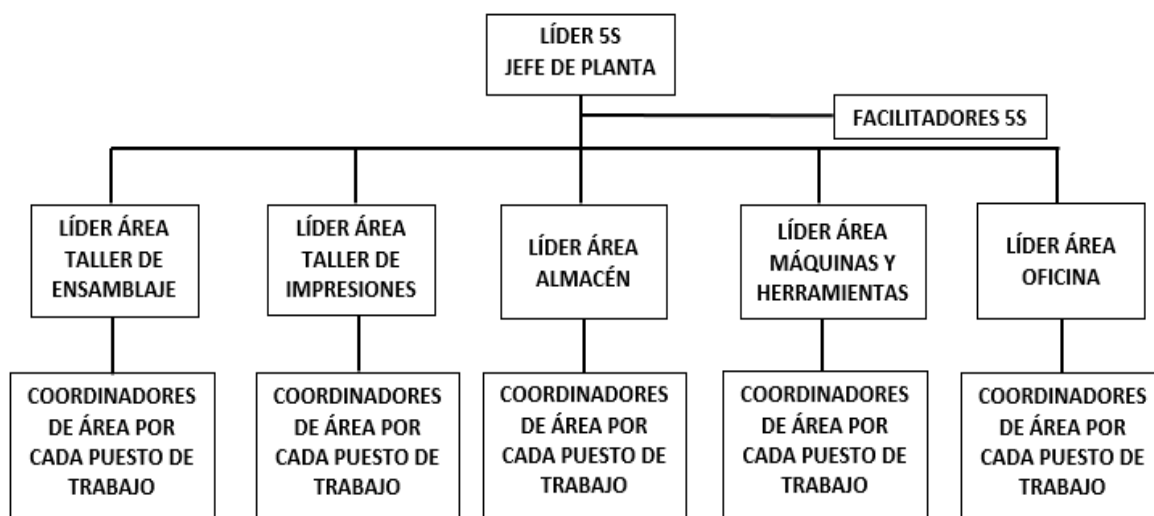 LÍDER 5S
JEFE DE PLANTA
FACILITADORES 5S
LÍDER ÁREA
TALLER DE
ENSAMBLAJE
LÍDER ÁREA
TALLER DE
IMPRESIONES
LÍDER ÁREA
ALMACÉN
LÍDER ÁREA
MÁQUINAS Y
HERRAMIENTAS
LÍDER ÁREA
OFICINA
COORDINADORES
DE ÁREA POR
CADA PUESTO DE
TRABAJO
COORDINADORES
DE ÁREA POR
CADA PUESTO DE
TRABAJO
COORDINADORES
DE ÁREA POR
CADA PUESTO DE
TRABAJO
COORDINADORES
DE ÁREA POR
CADA PUESTO DE
TRABAJO
COORDINADORES
DE ÁREA POR
CADA PUESTO DE
TRABAJO